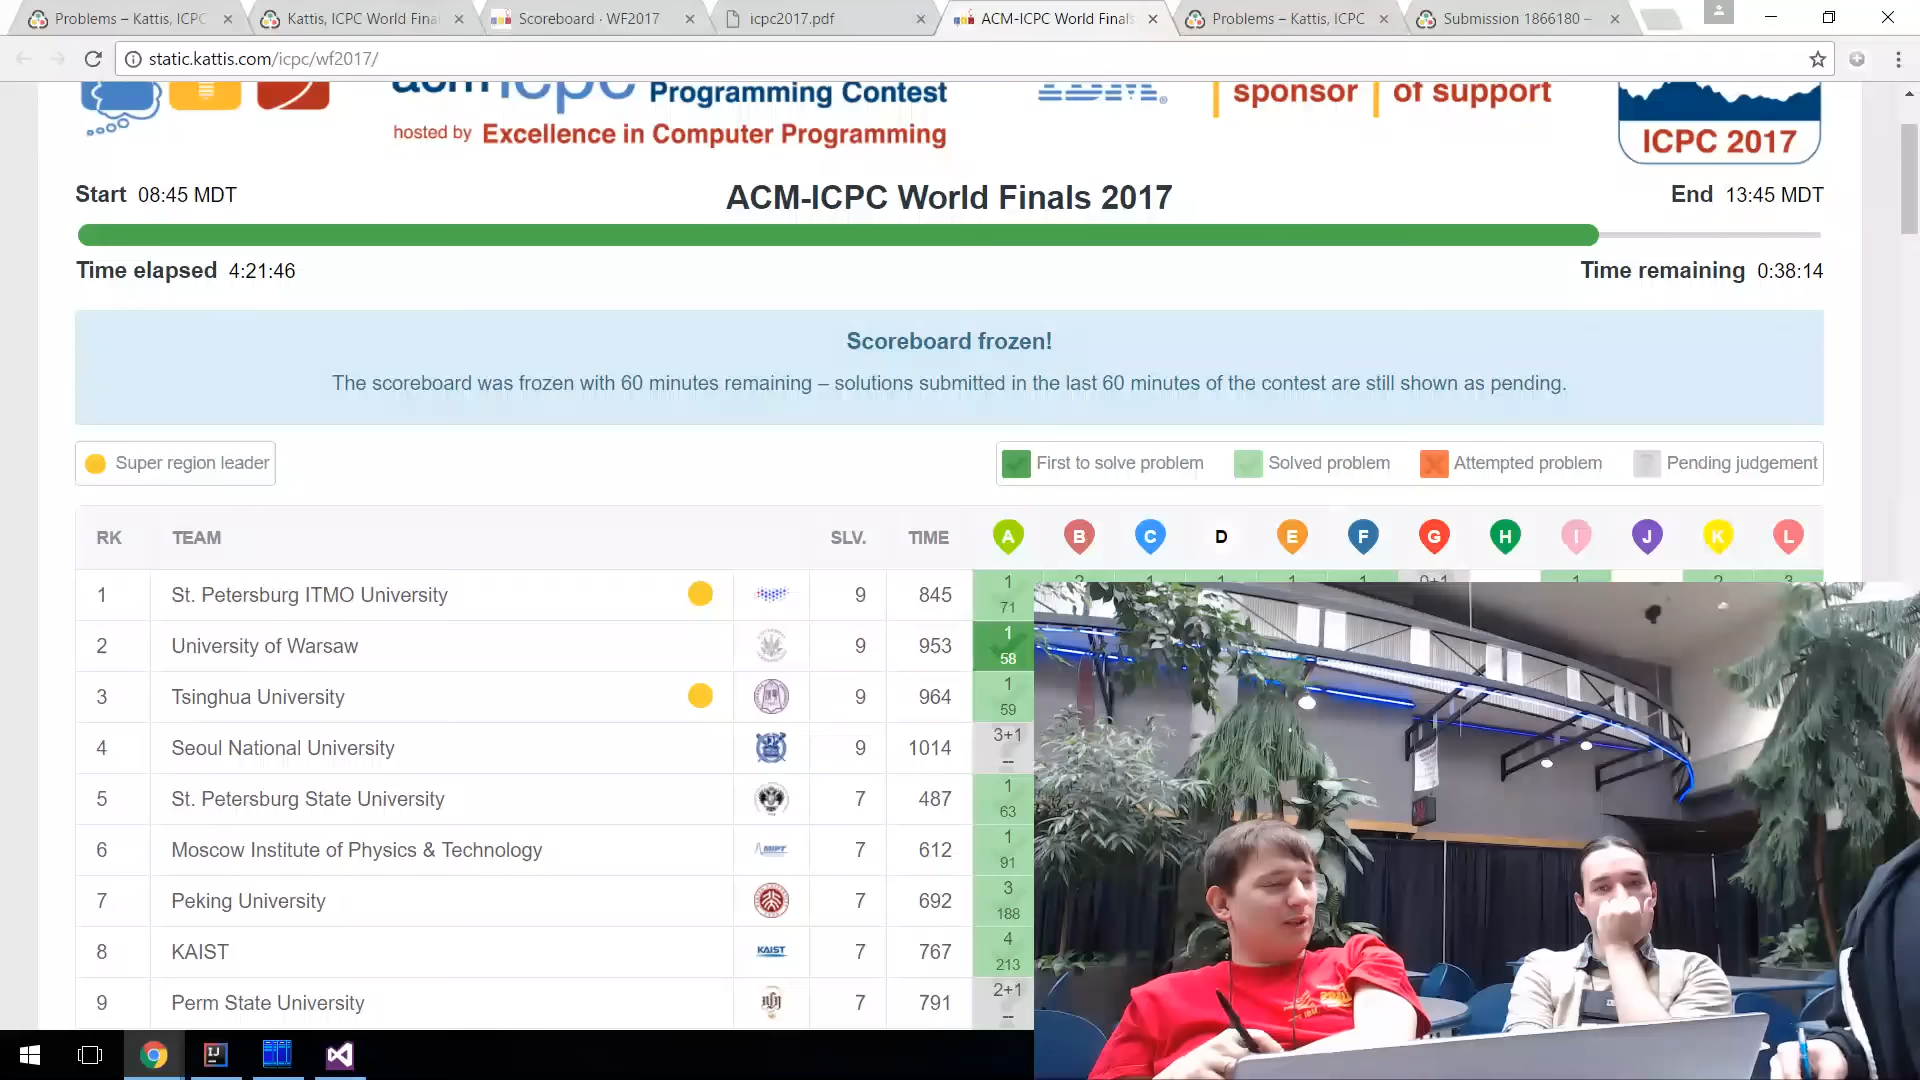 Problems – Kattis, ICPC
Kattis, ICPC World Final
Scoreboard · WF2017
icpc2017.pdf
ACM-ICPC World Finals
Problems – Kattis, ICPC
Submission 1866180 –
static.kattis.com/icpc/wf2017/
acm icpc Programming Contest
IBM
sponsor
of support
hosted by Excellence in Computer Programming
ICPC 2017
Start 08:45 MDT
ACM-ICPC World Finals 2017
End 13:45 MDT
Time elapsed 4:21:46
Time remaining 0:38:14
Scoreboard frozen!
The scoreboard was frozen with 60 minutes remaining – solutions submitted in the last 60 minutes of the contest are still shown as pending.
Super region leader
First to solve problem
Solved problem
Attempted problem
Pending judgement
RK TEAM SLV. TIME A B C D E F G H I J K L
1 St. Petersburg ITMO University 9 845 1 71
2 University of Warsaw 9 953 1 58
3 Tsinghua University 9 964 1 59
4 Seoul National University 9 1014 3+1 --
5 St. Petersburg State University 7 487 1 63
6 Moscow Institute of Physics & Technology MIPT 7 612 1 91
7 Peking University 7 692 3 188
8 KAIST KAIST 7 767 4 213
9 Perm State University 7 791 2+1 --
IJ